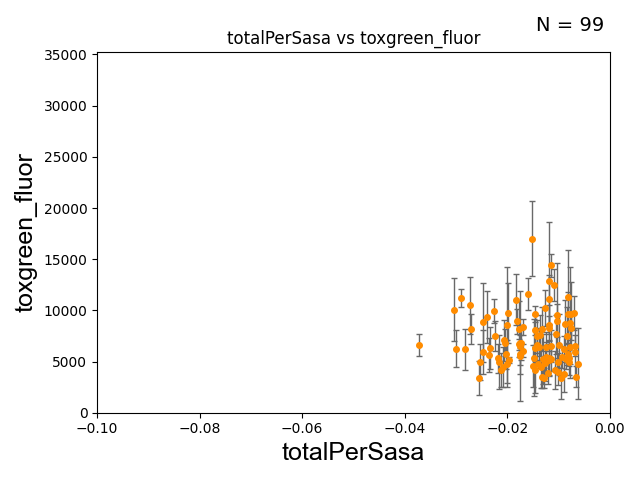 N = 99
totalPerSasa vs toxgreen_fluor
35000
30000
25000
20000
15000
10000
5000
0
toxgreen_fluor
−0.10 −0.08 −0.06 −0.04 −0.02 0.00
totalPerSasa